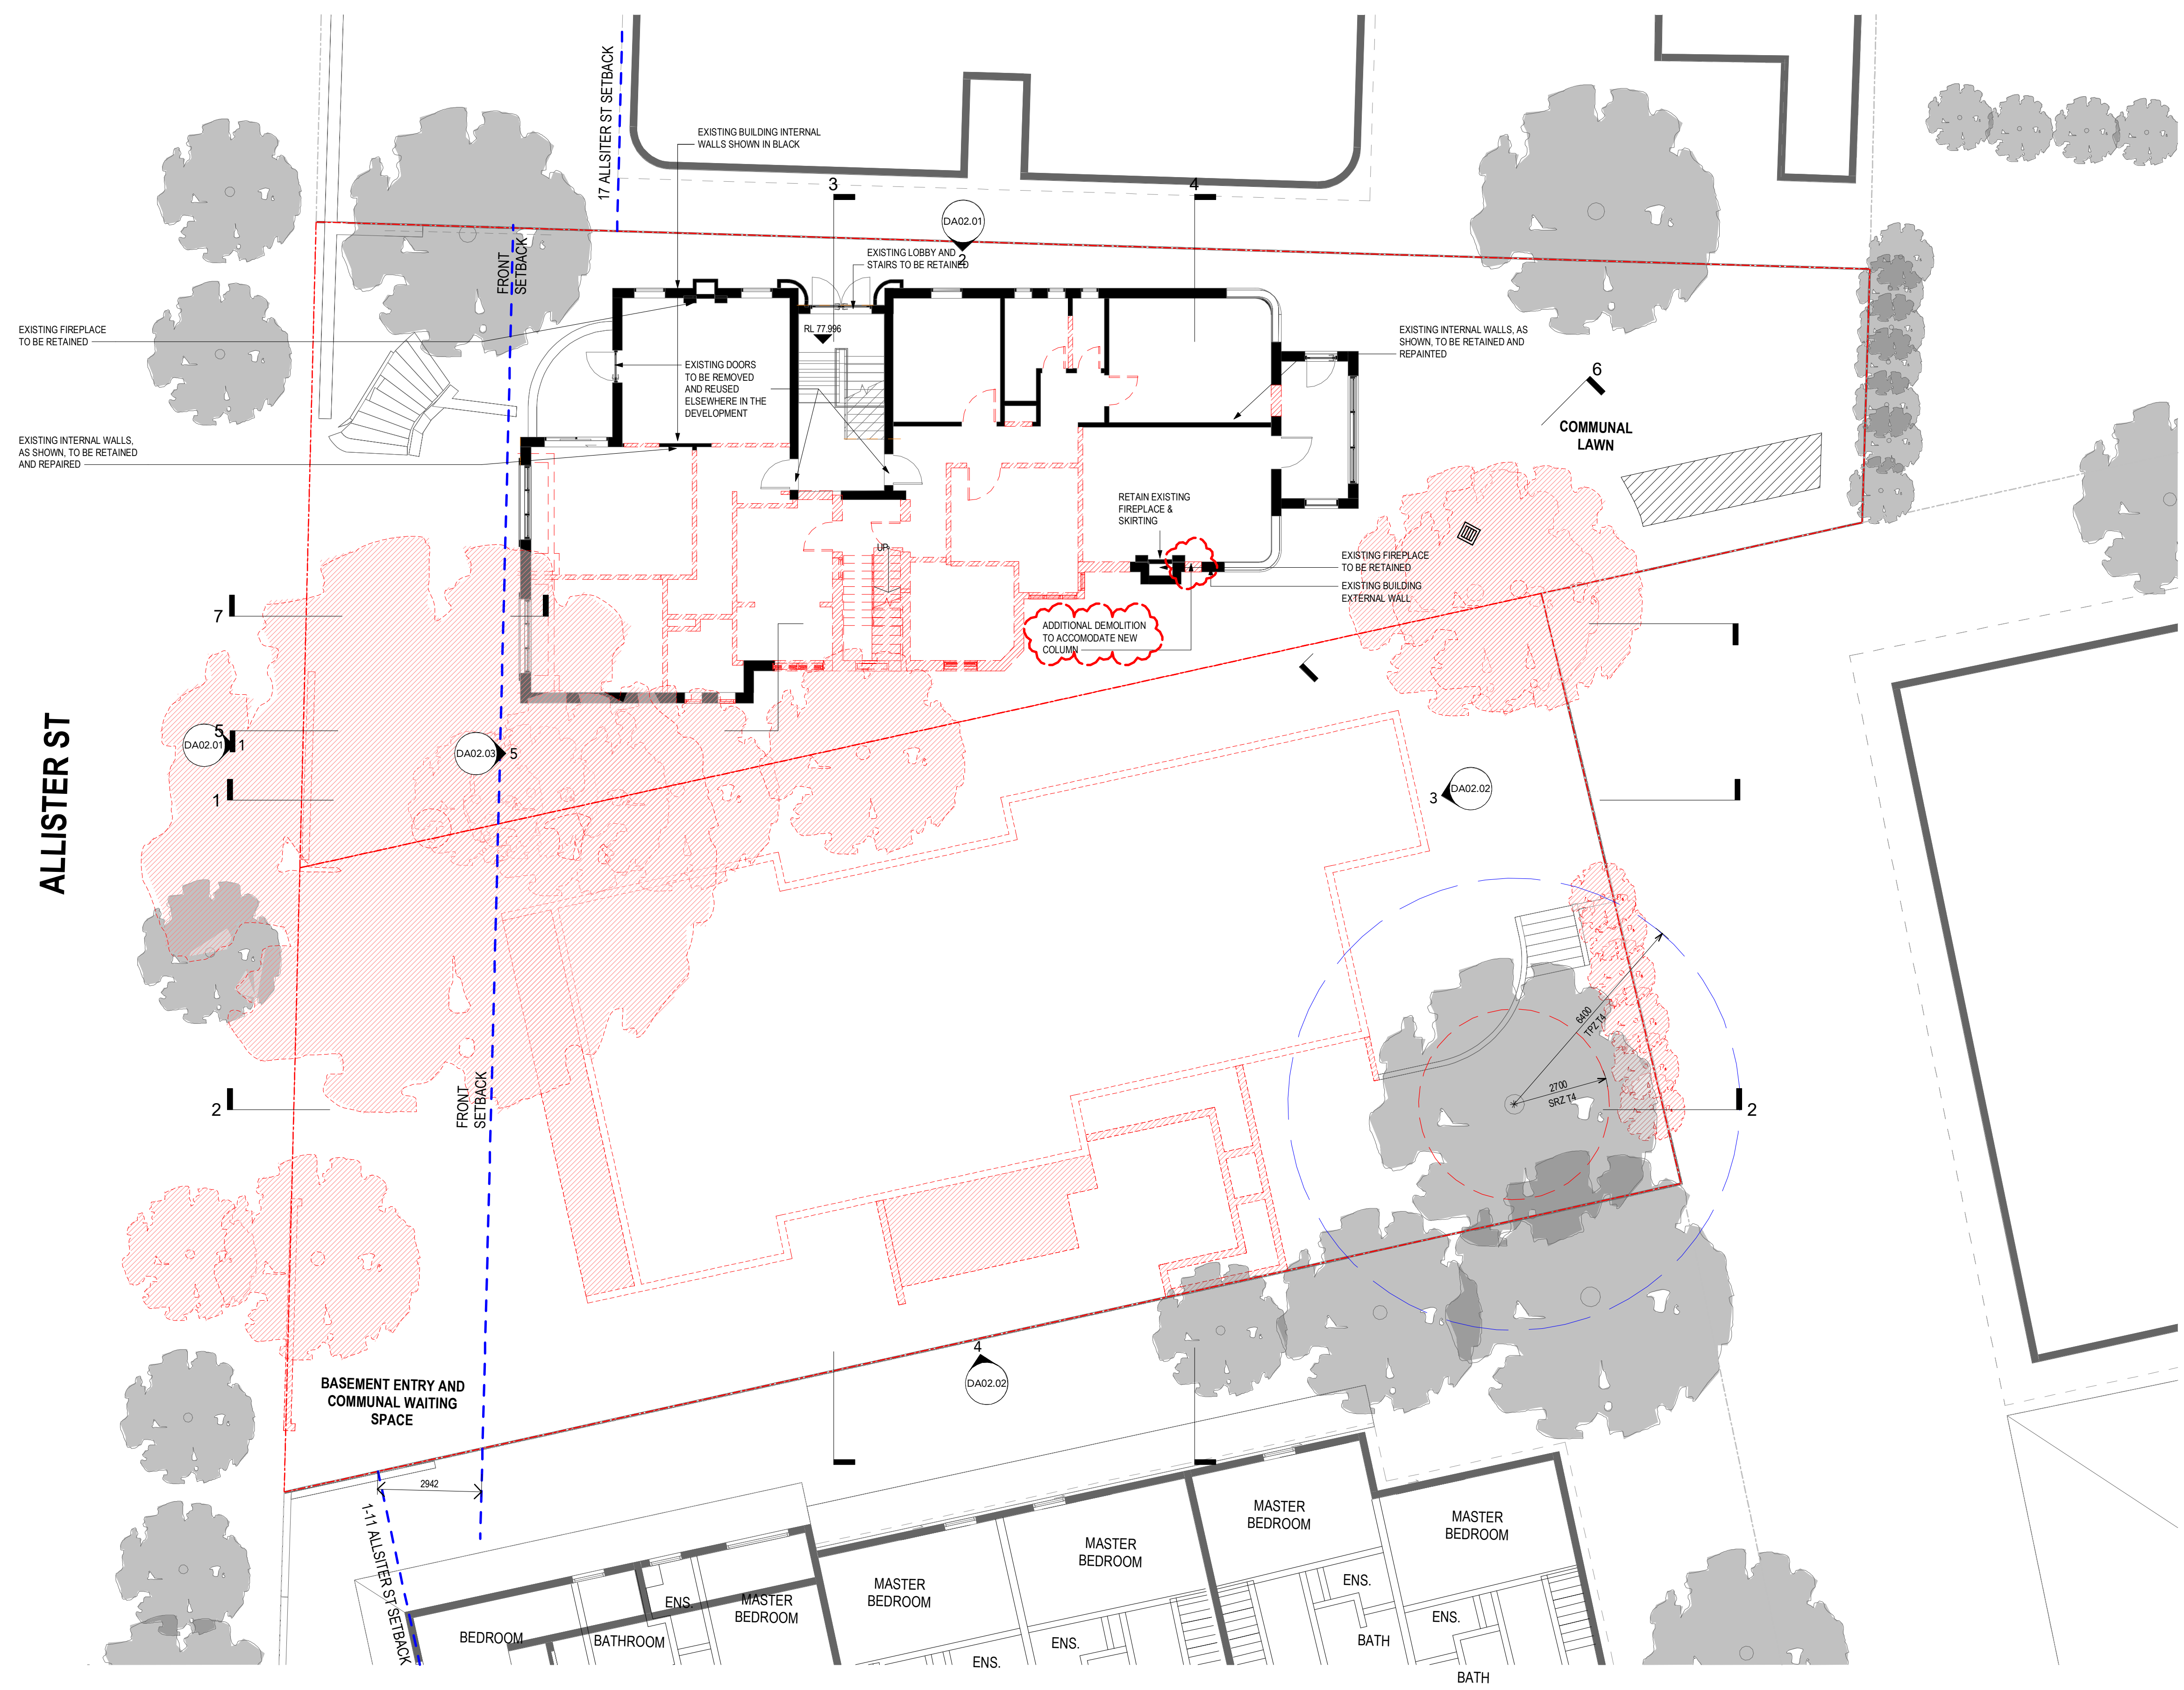 17 ALLSITER ST SETBACK
EXISTING BUILDING INTERNAL
WALLS SHOWN IN BLACK
3
4
DA02.01
2
EXISTING LOBBY AND
STAIRS TO BE RETAINED
FRONT
SETBACK
EXISTING FIREPLACE
TO BE RETAINED
RL 77.996
EXISTING INTERNAL WALLS, AS
SHOWN, TO BE RETAINED AND
REPAINTED
EXISTING DOORS
TO BE REMOVED
AND REUSED
ELSEWHERE IN THE
DEVELOPMENT
6
COMMUNAL
LAWN
EXISTING INTERNAL WALLS,
AS SHOWN, TO BE RETAINED
AND REPAIRED
RETAIN EXISTING
FIREPLACE &
SKIRTING
UP
EXISTING FIREPLACE
TO BE RETAINED
EXISTING BUILDING
EXTERNAL WALL
7
ADDITIONAL DEMOLITION
TO ACCOMODATE NEW
COLUMN
ALLISTER ST
5
DA02.01
1
DA02.03
5
1
3
DA02.02
6400
TPZ T4
2700
SRZ T4
FRONT
SETBACK
2
2
4
DA02.02
BASEMENT ENTRY AND
COMMUNAL WAITING
SPACE
2942
1-11 ALLSITER ST SETBACK
MASTER
BEDROOM
MASTER
BEDROOM
MASTER
BEDROOM
MASTER
BEDROOM
MASTER
BEDROOM
ENS.
ENS.
ENS.
BEDROOM
BATHROOM
ENS.
BATH
ENS.
BATH